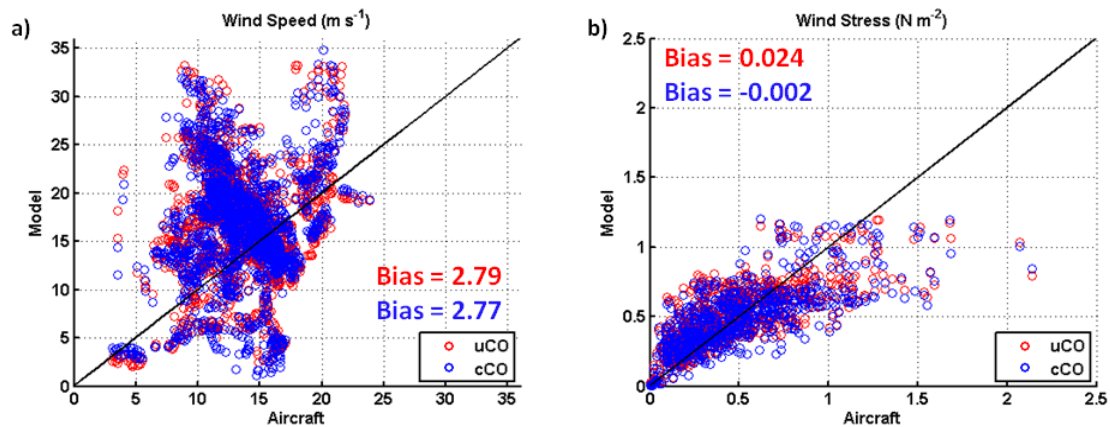 a)
Wind Speed (m s⁻¹)
35
30
25
20
15
10
5
0
Model
Bias = 2.79
Bias = 2.77
uCO
cCO
0 5 10 15 20 25 30 35
Aircraft
b)
Wind Stress (N m⁻²)
2.5
2
1.5
1
0.5
0
Model
Bias = 0.024
Bias = -0.002
uCO
cCO
0 0.5 1 1.5 2 2.5
Aircraft